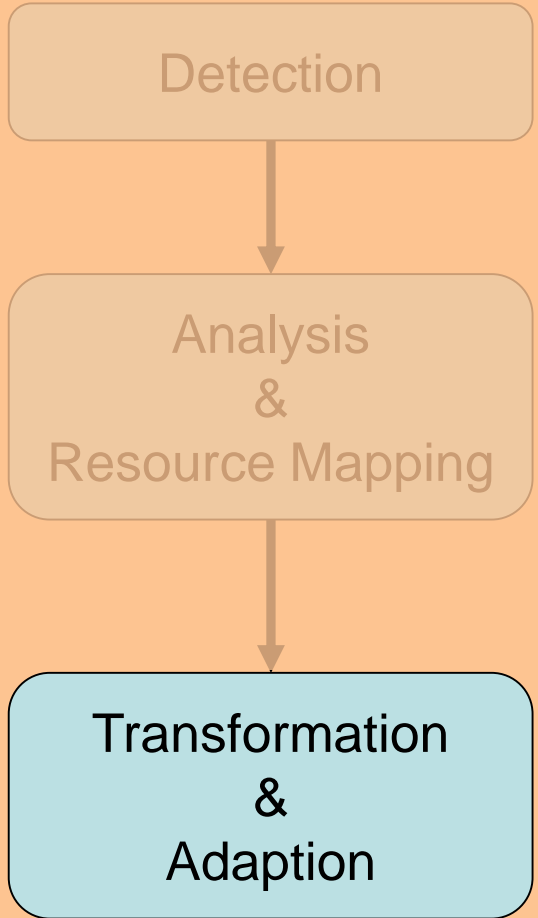 Detection
Analysis
&
Resource Mapping
Transformation
&
Adaption